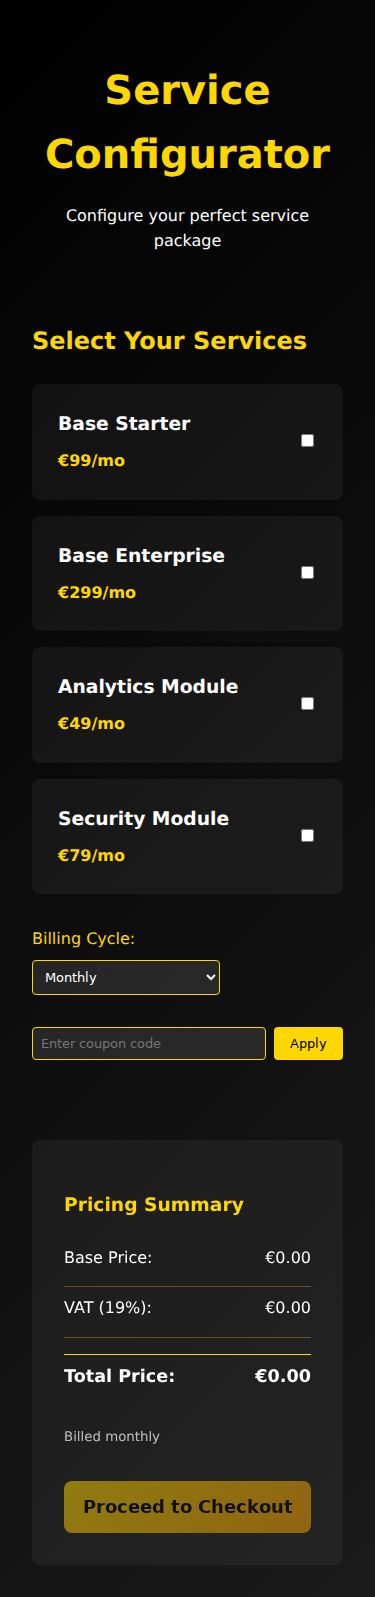 Service
Configurator
Configure your perfect service
package
Select Your Services
Base Starter
€99/mo
Base Enterprise
€299/mo
Analytics Module
€49/mo
Security Module
€79/mo
Billing Cycle:
Monthly
Enter coupon code Apply
Pricing Summary
Base Price: €0.00
VAT (19%): €0.00
Total Price: €0.00
Billed monthly
Proceed to Checkout